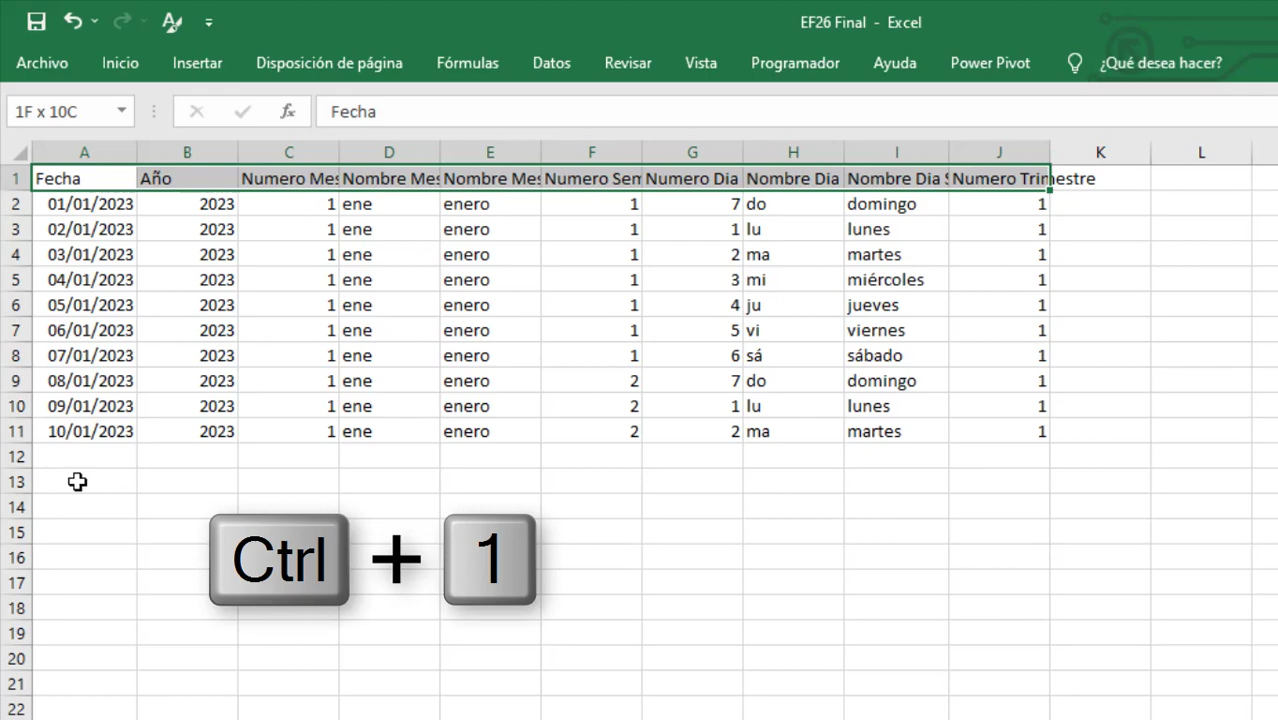 EF26 Final - Excel
Archivo Inicio Insertar Disposición de página Fórmulas Datos Revisar Vista Programador Ayuda Power Pivot ¿Qué desea hacer?
1F x 10C fx Fecha
A B C D E F G H I J K L
1 Fecha Año Numero Mes Nombre Mes Nombre Mes Numero Sem Numero Dia Nombre Dia Nombre Dia S Numero Trimestre
2 01/01/2023 2023 1 ene enero 1 7 do domingo 1
3 02/01/2023 2023 1 ene enero 1 1 lu lunes 1
4 03/01/2023 2023 1 ene enero 1 2 ma martes 1
5 04/01/2023 2023 1 ene enero 1 3 mi miércoles 1
6 05/01/2023 2023 1 ene enero 1 4 ju jueves 1
7 06/01/2023 2023 1 ene enero 1 5 vi viernes 1
8 07/01/2023 2023 1 ene enero 1 6 sá sábado 1
9 08/01/2023 2023 1 ene enero 2 7 do domingo 1
10 09/01/2023 2023 1 ene enero 2 1 lu lunes 1
11 10/01/2023 2023 1 ene enero 2 2 ma martes 1
12
13
14
15
16
17
18
19
20
21
22
Ctrl + 1